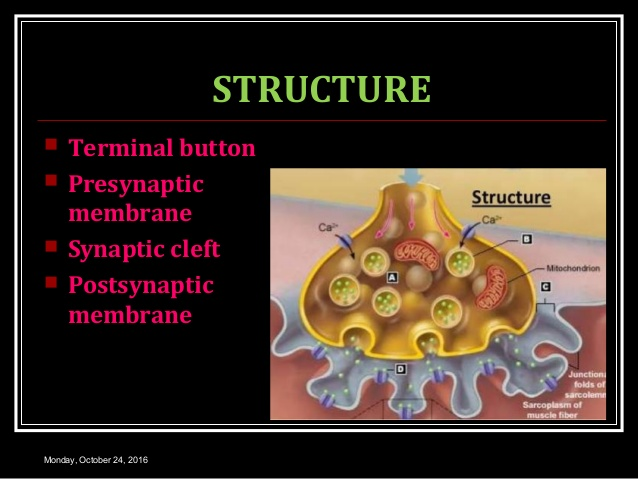 STRUCTURE
Terminal button
Presynaptic
membrane
Synaptic cleft
Postsynaptic
membrane
Structure
Ca2+
Ca2+
B
Mitochondrion
A
C
D
Junctiona
folds of
sarcolemm
Sarcoplasm of
muscle fiber
Monday, October 24, 2016